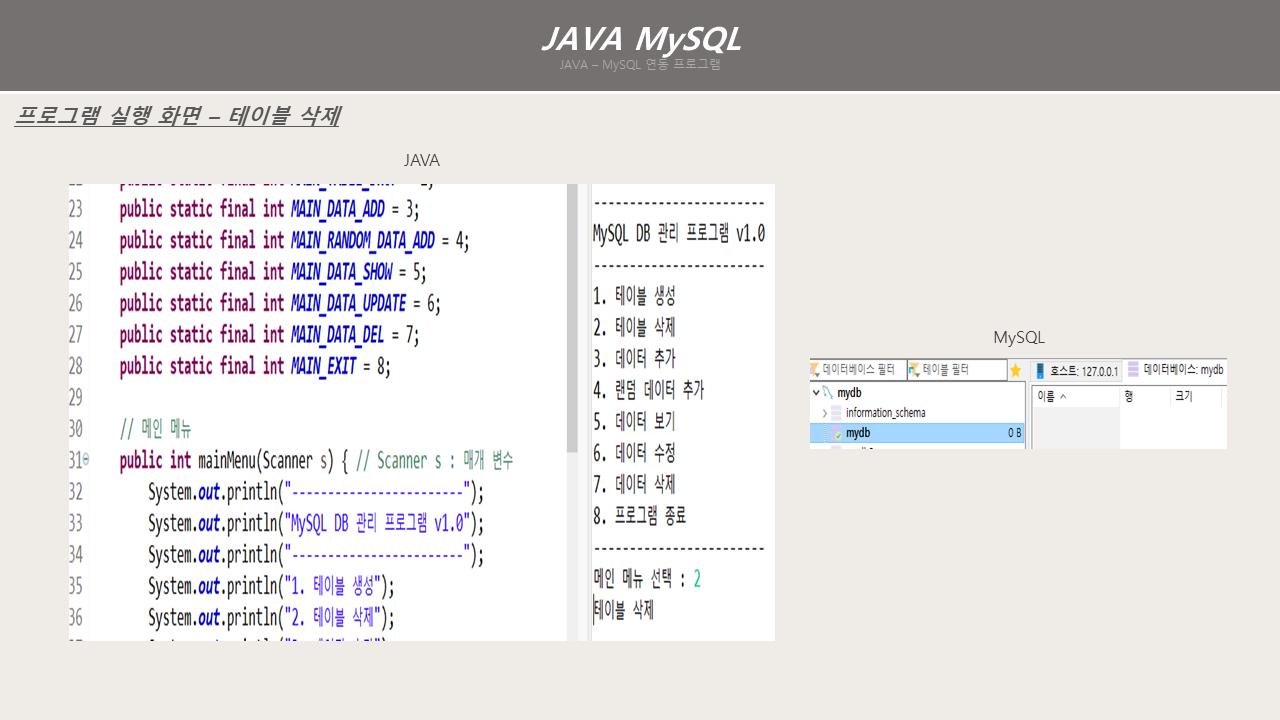 JAVA MySQL
JAVA – MySQL 연동 프로그램
프로그램 실행 화면 – 테이블 삭제
JAVA
23 public static final int MAIN_DATA_ADD = 3;
24 public static final int MAIN_RANDOM_DATA_ADD = 4;
25 public static final int MAIN_DATA_SHOW = 5;
26 public static final int MAIN_DATA_UPDATE = 6;
27 public static final int MAIN_DATA_DEL = 7;
28 public static final int MAIN_EXIT = 8;
29
30 // 메인 메뉴
31 public int mainMenu(Scanner s) { // Scanner s : 매개 변수
32 System.out.println("------------------------");
33 System.out.println("MySQL DB 관리 프로그램 v1.0");
34 System.out.println("------------------------");
35 System.out.println("1. 테이블 생성");
36 System.out.println("2. 테이블 삭제");
------------------------
MySQL DB 관리 프로그램 v1.0
------------------------
1. 테이블 생성
2. 테이블 삭제
3. 데이터 추가
4. 랜덤 데이터 추가
5. 데이터 보기
6. 데이터 수정
7. 데이터 삭제
8. 프로그램 종료
------------------------
메인 메뉴 선택 : 2
테이블 삭제
MySQL
데이터베이스 필터 테이블 필터 호스트: 127.0.0.1 데이터베이스: mydb
mydb
information_schema
mydb 0 B
이름 행 크기